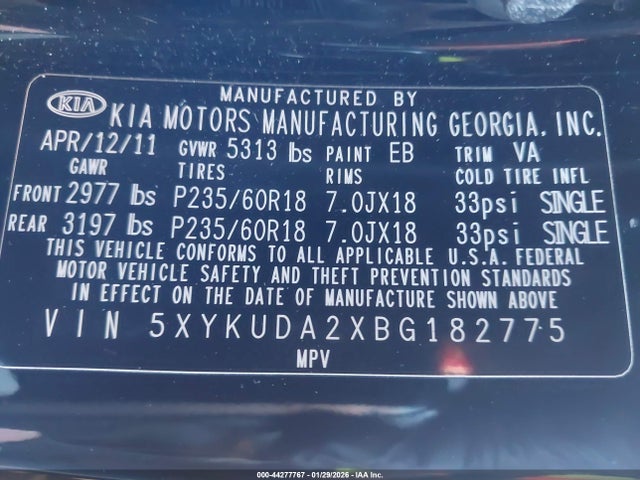 MANUFACTURED BY
KIA KIA MOTORS MANUFACTURING GEORGIA, INC.
APR/12/11 GVWR 5313 lbs PAINT EB TRIM VA
GAWR TIRES RIMS COLD TIRE INFL
FRONT 2977 lbs P235/60R18 7.0JX18 33psi SINGLE
REAR 3197 lbs P235/60R18 7.0JX18 33psi SINGLE
THIS VEHICLE CONFORMS TO ALL APPLICABLE U.S.A. FEDERAL
MOTOR VEHICLE SAFETY AND THEFT PREVENTION STANDARDS
IN EFFECT ON THE DATE OF MANUFACTURE SHOWN ABOVE
VIN 5XYKUDA2XBG182775
MPV
000-44277767 - 01/29/2026 - IAA Inc.